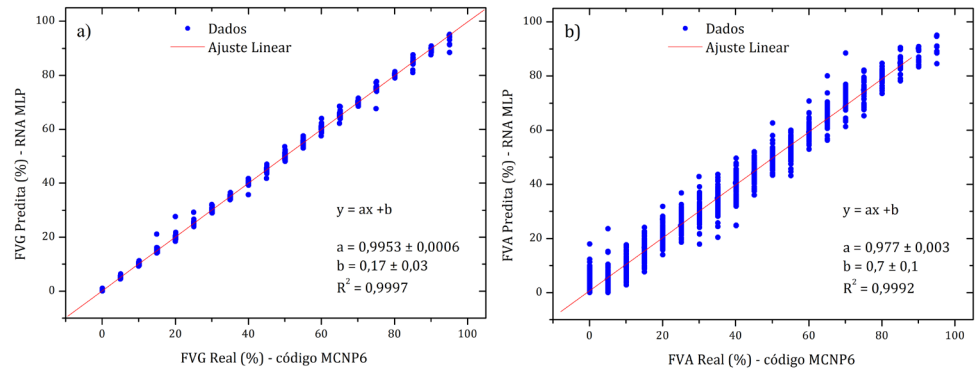 a)
Dados
Ajuste Linear
FVG Predita (%) - RNA MLP
100
80
60
40
20
0
y = ax +b
a = 0,9953 ± 0,0006
b = 0,17 ± 0,03
R² = 0,9997
0 20 40 60 80 100
FVG Real (%) - código MCNP6
b)
Dados
Ajuste Linear
FVA Predita (%) - RNA MLP
100
80
60
40
20
0
y = ax +b
a = 0,977 ± 0,003
b = 0,7 ± 0,1
R² = 0,9992
0 20 40 60 80 100
FVA Real (%) - código MCNP6